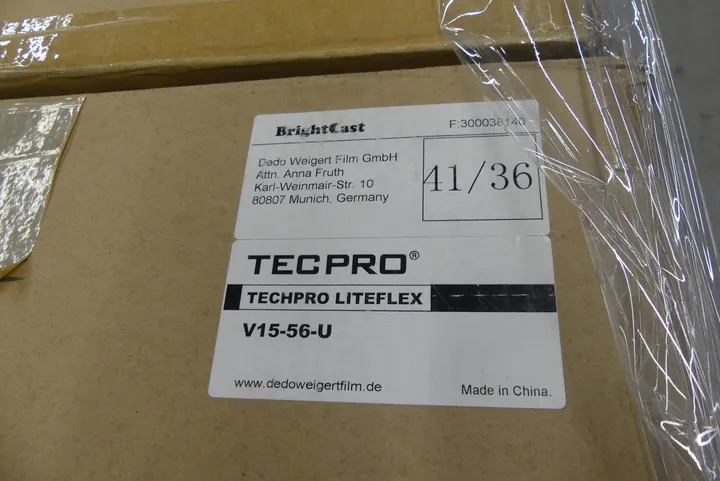 BrightCast
F:300038140
Dedo Weigert Film GmbH
Attn. Anna Fruth
Karl-Weinmair-Str. 10
80807 Munich, Germany
41/36
TECPRO®
TECHPRO LITEFLEX
V15-56-U
www.dedoweigertfilm.de
Made in China.